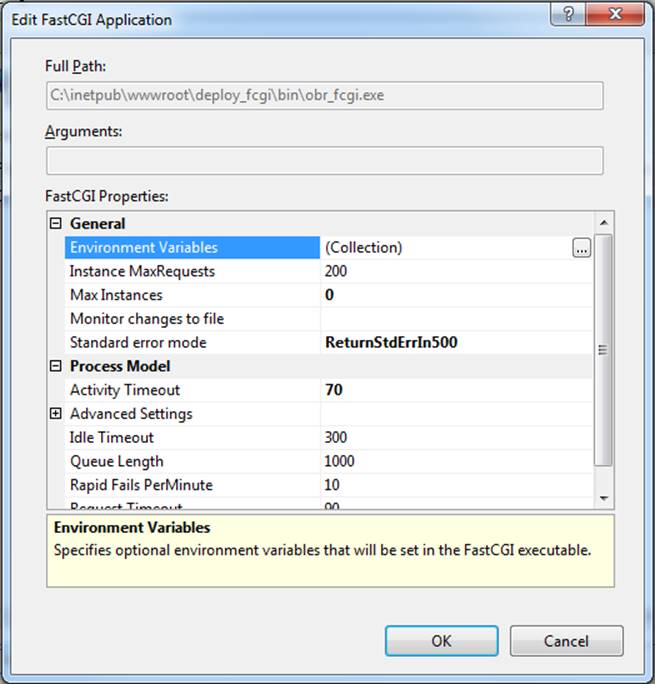 Edit FastCGI Application
Full Path:
C:\inetpub\wwwroot\deploy_fcgi\bin\obr_fcgi.exe
Arguments:
FastCGI Properties:
General
Environment Variables (Collection) ...
Instance MaxRequests 200
Max Instances 0
Monitor changes to file
Standard error mode ReturnStdErrIn500
Process Model
Activity Timeout 70
Advanced Settings
Idle Timeout 300
Queue Length 1000
Rapid Fails PerMinute 10
Request Timeout 90
Environment Variables
Specifies optional environment variables that will be set in the FastCGI executable.
OK Cancel